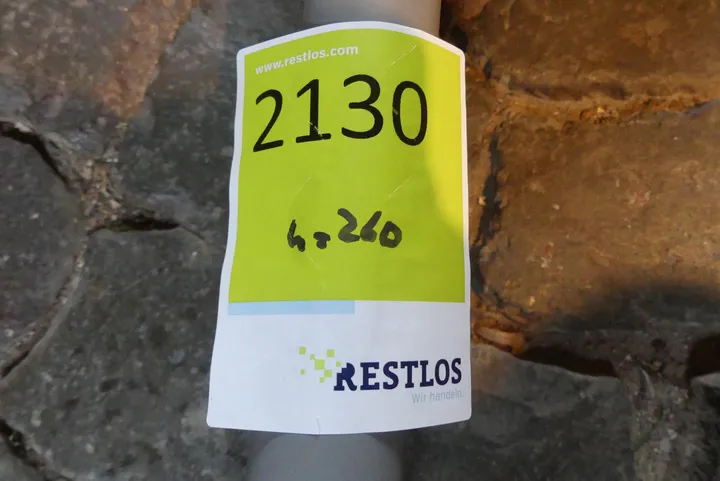 www.restlos.com
2130
h= 260
RESTLOS
Wir handeln.